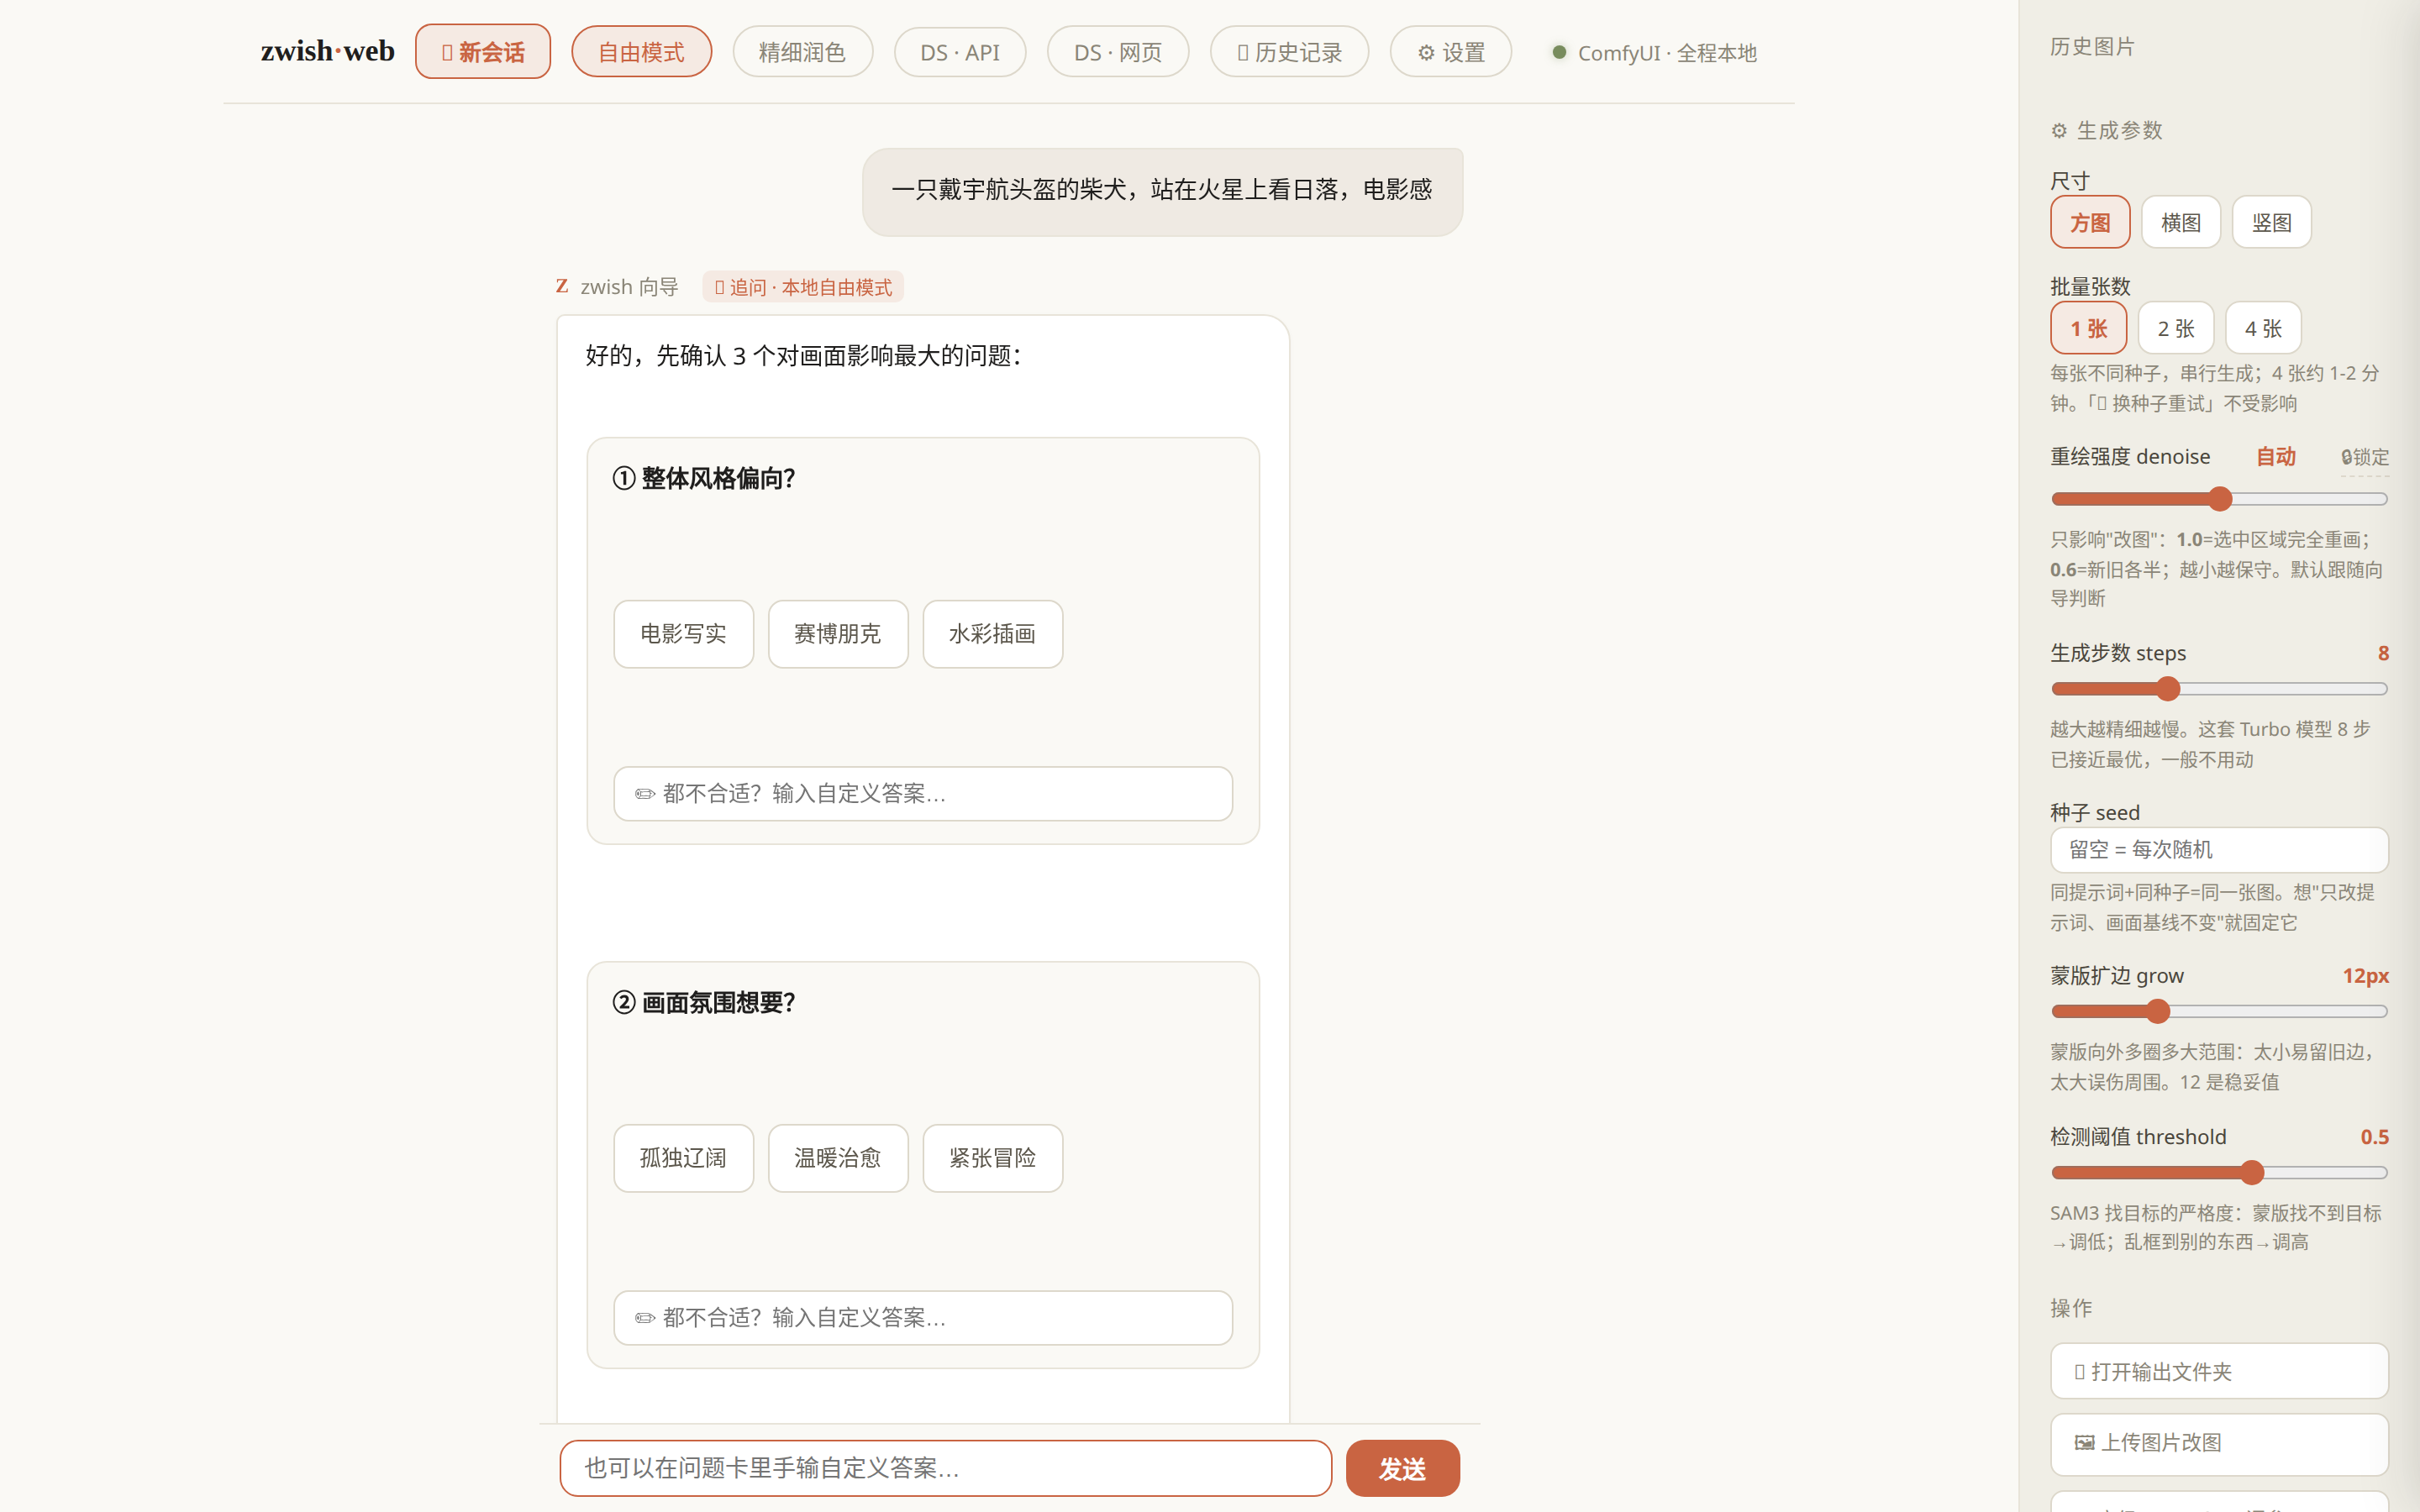 zwish·web
新会话
自由模式
精细润色
DS · API
DS · 网页
历史记录
⚙ 设置
ComfyUI · 全程本地
一只戴宇航头盔的柴犬，站在火星上看日落，电影感
Z zwish 向导
追问 · 本地自由模式
好的，先确认 3 个对画面影响最大的问题：
① 整体风格偏向？
电影写实
赛博朋克
水彩插画
✏ 都不合适？输入自定义答案…
② 画面氛围想要？
孤独辽阔
温暖治愈
紧张冒险
✏ 都不合适？输入自定义答案…
也可以在问题卡里手输自定义答案…
发送
历史图片
⚙ 生成参数
尺寸
方图
横图
竖图
批量张数
1 张
2 张
4 张
每张不同种子，串行生成；4 张约 1-2 分
钟。「 换种子重试」不受影响
重绘强度 denoise 自动 🔒锁定
只影响"改图"：1.0=选中区域完全重画；
0.6=新旧各半；越小越保守。默认跟随向
导判断
生成步数 steps 8
越大越精细越慢。这套 Turbo 模型 8 步
已接近最优，一般不用动
种子 seed
留空 = 每次随机
同提示词+同种子=同一张图。想"只改提
示词、画面基线不变"就固定它
蒙版扩边 grow 12px
蒙版向外多圈多大范围：太小易留旧边，
太大误伤周围。12 是稳妥值
检测阈值 threshold 0.5
SAM3 找目标的严格度：蒙版找不到目标
→调低；乱框到别的东西→调高
操作
打开输出文件夹
🖼 上传图片改图